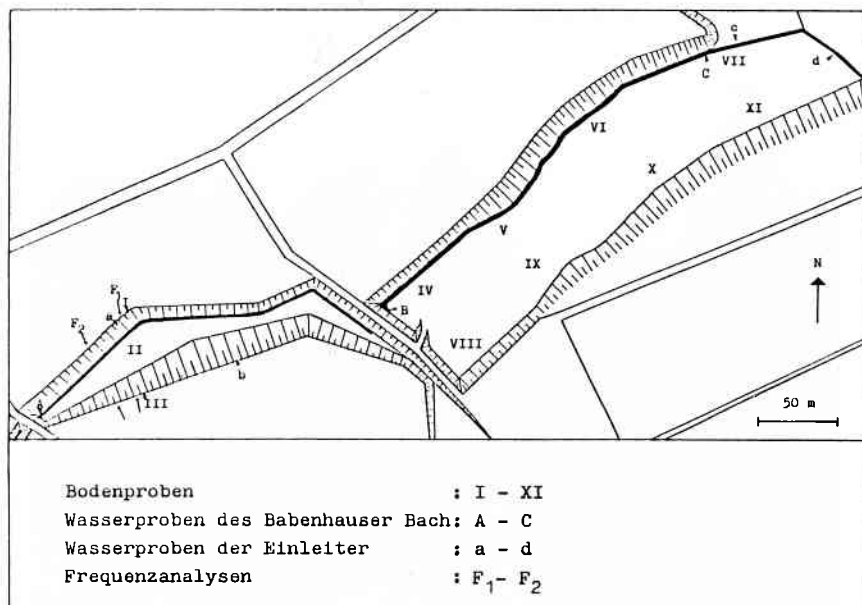 c
d
C
VII
XI
VI
X
V
IX
N
IV
B
F I
a
F2
VIII
II
b
III
50 m
Bodenproben : I - XI
Wasserproben des Babenhauser Bach: A - C
Wasserproben der Einleiter : a - d
Frequenzanalysen : F1- F2